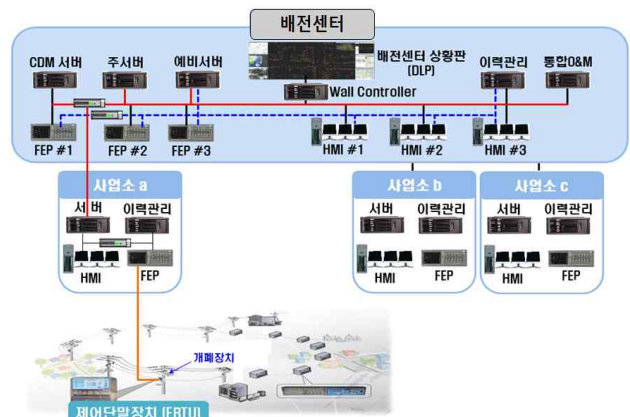 배전센터
CDM 서버 주서버 예비서버 배전센터 상황판 이력관리 통합O&M
(DLP)
Wall Controller
FEP #1 FEP #2 FEP #3 HMI #1 HMI #2 HMI #3
사업소 a 사업소 b 사업소 c
서버 이력관리 서버 이력관리 서버 이력관리
HMI FEP HMI FEP HMI FEP
개폐장치
제어단말장치 (FRTU)